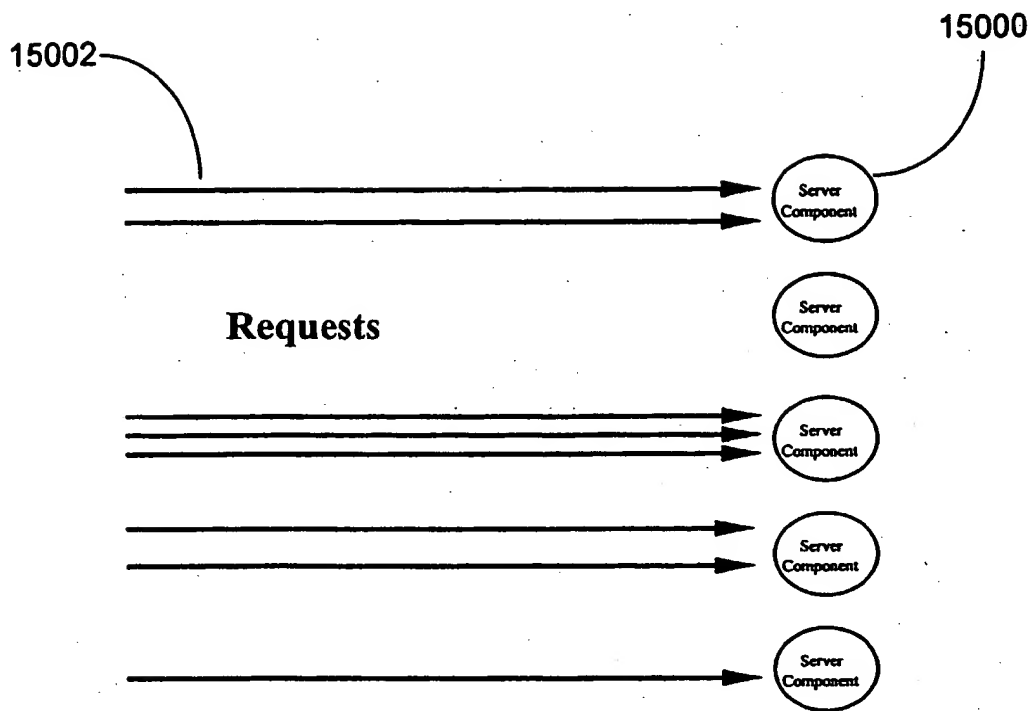 15000
15002
Server
Component
Server
Component
Requests
Server
Component
Server
Component
Server
Component